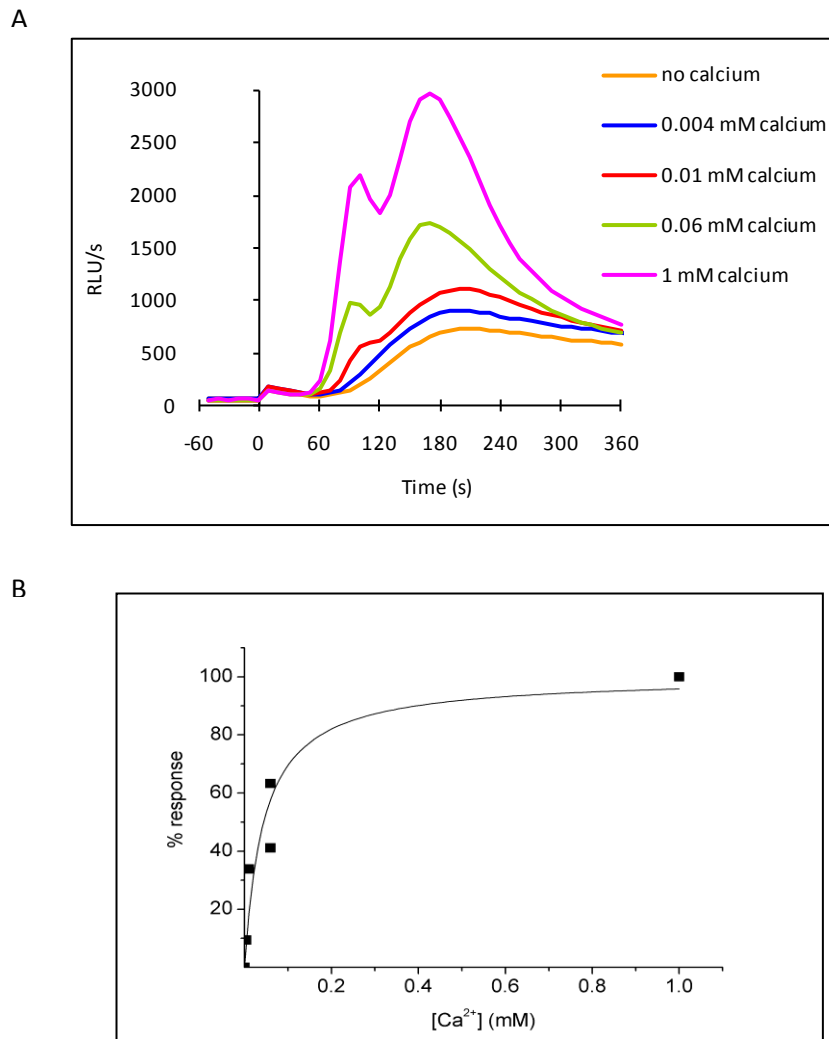 A
3000
2500
2000
1500
1000
500
0
RLU/s
-60 0 60 120 180 240 300 360
Time (s)
no calcium
0.004 mM calcium
0.01 mM calcium
0.06 mM calcium
1 mM calcium
B
100
80
60
40
20
% response
0.2 0.4 0.6 0.8 1.0
[Ca²⁺] (mM)